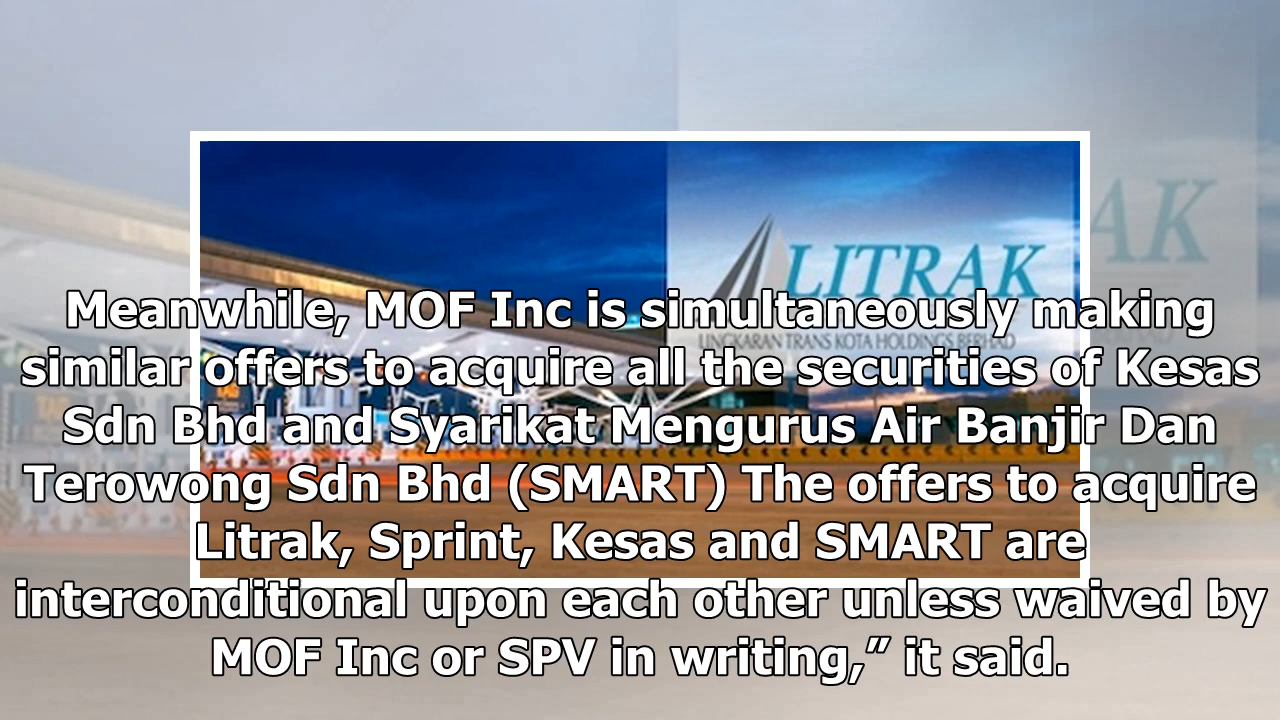 LITRAK
AK
LINGKARAN TRANS KOTA HOLDINGS BERHAD
Meanwhile, MOF Inc is simultaneously making
similar offers to acquire all the securities of Kesas
Sdn Bhd and Syarikat Mengurus Air Banjir Dan
Terowong Sdn Bhd (SMART) The offers to acquire
Litrak, Sprint, Kesas and SMART are
interconditional upon each other unless waived by
MOF Inc or SPV in writing,” it said.